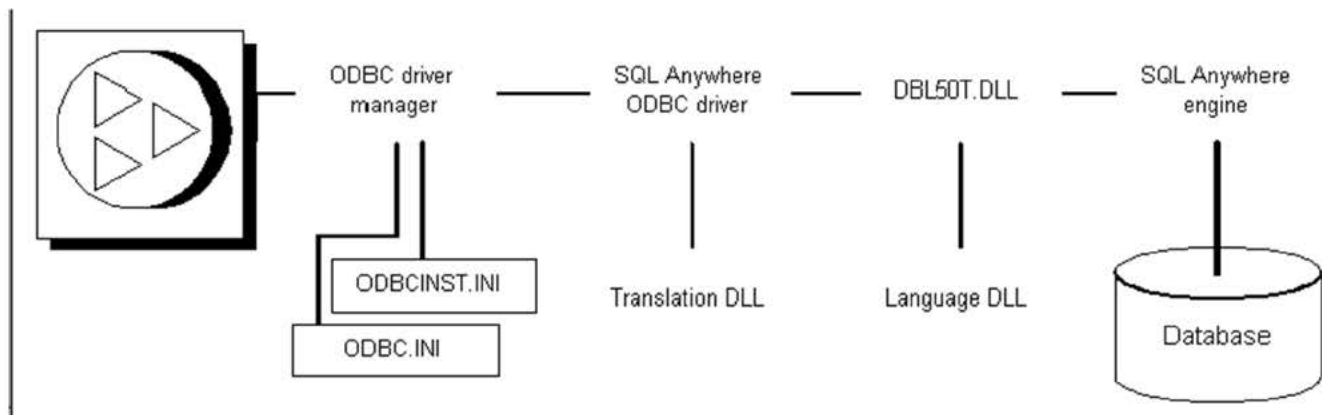 ODBC driver
manager
SQL Anywhere
ODBC driver
DBL50T.DLL
SQL Anywhere
engine
ODBCINST.INI
ODBC.INI
Translation DLL
Language DLL
Database